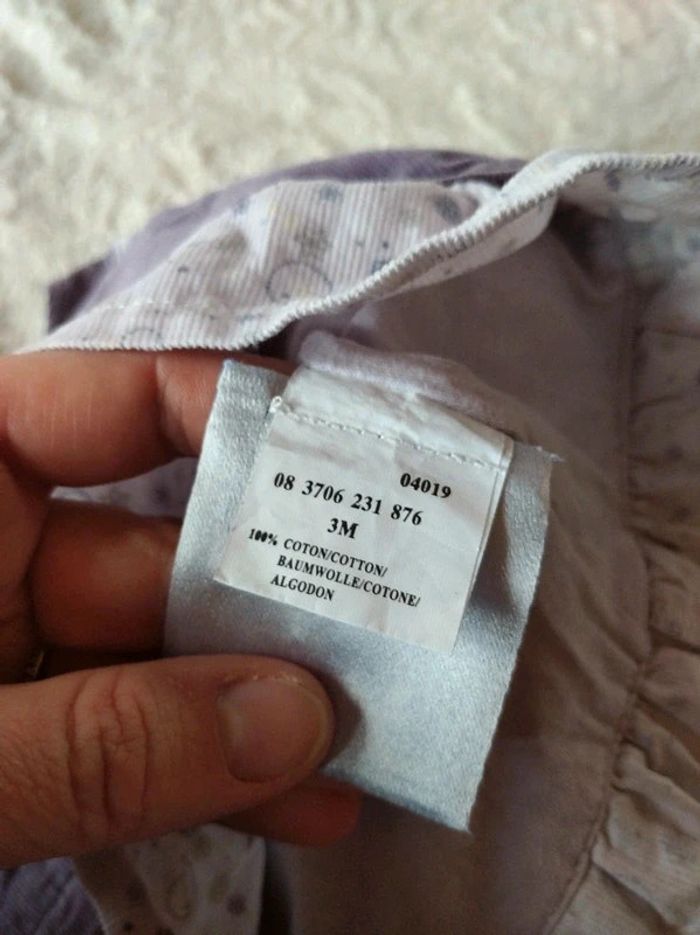 04019
08 3706 231 876
3M
100% COTON/COTTON/
BAUMWOLLE/COTONE/
ALGODON